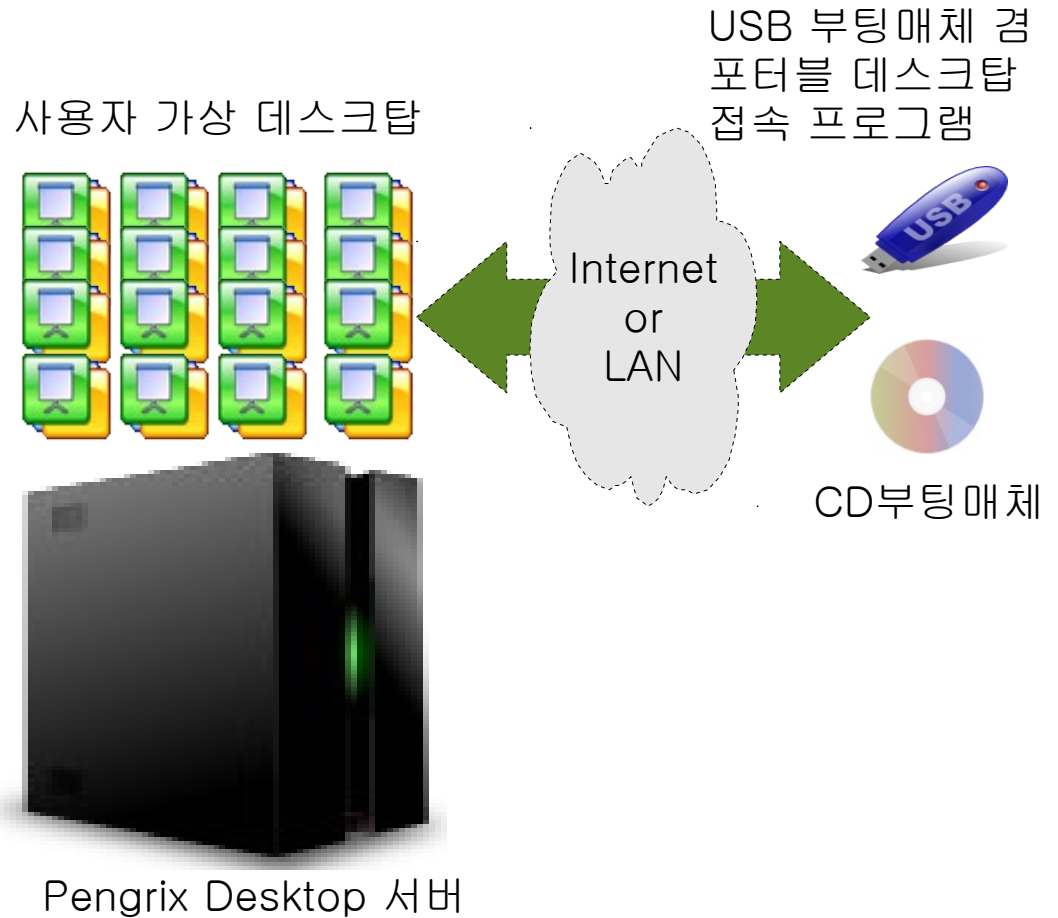 USB 부팅매체 겸
포터블 데스크탑
접속 프로그램
사용자 가상 데스크탑
USB
Internet
or
LAN
CD부팅매체
Pengrix Desktop 서버